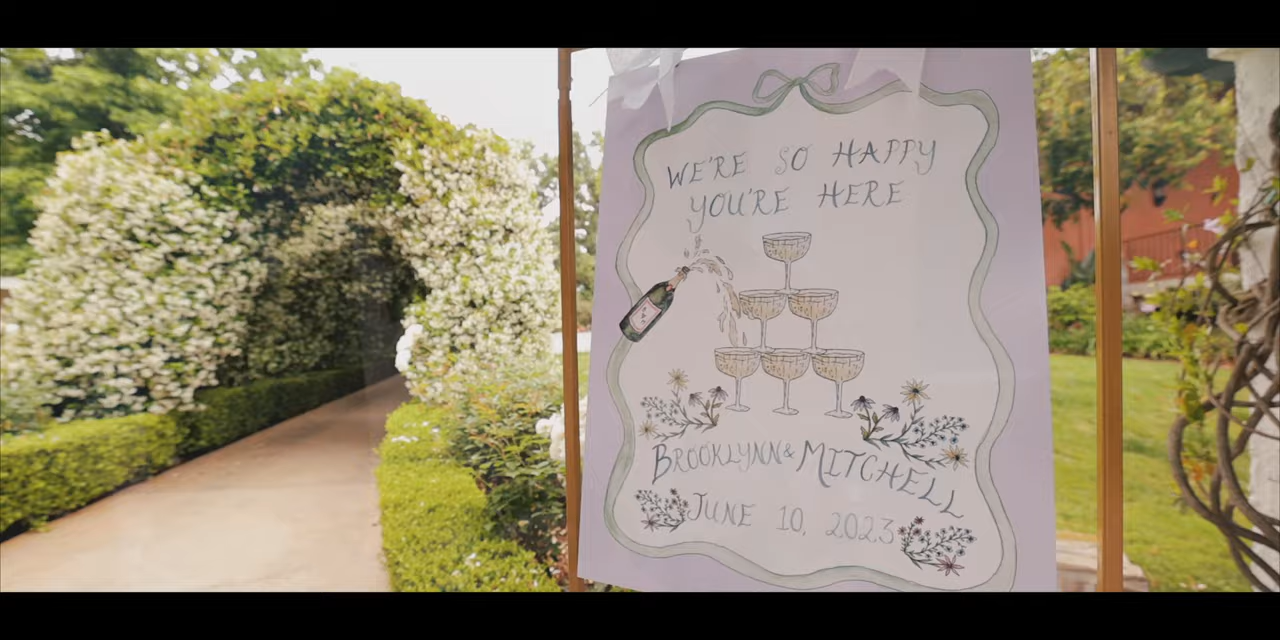 WE'RE SO HAPPY
YOU'RE HERE
BROOKLYNN & MITCHELL
JUNE 10, 2023